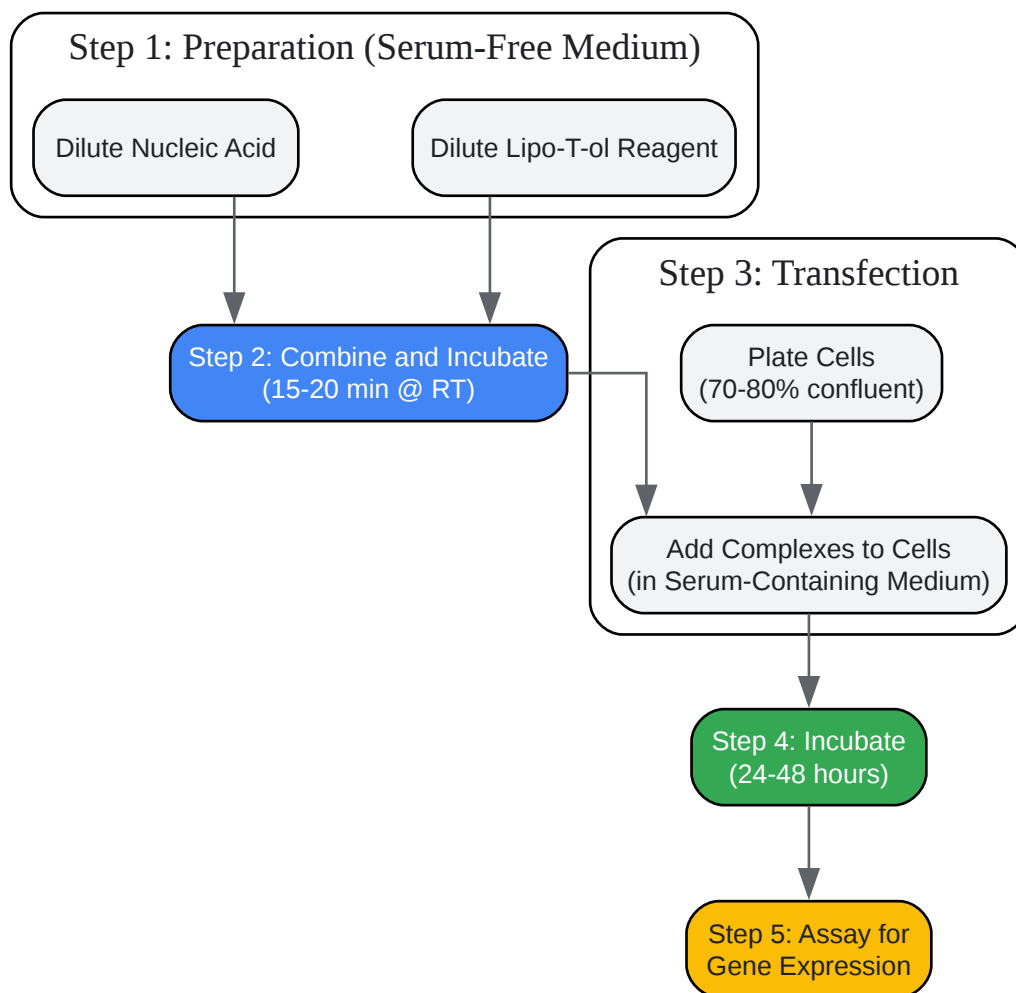 Step 1: Preparation (Serum-Free Medium)
Dilute Nucleic Acid
Dilute Lipo-T-ol Reagent
Step 2: Combine and Incubate
(15-20 min @ RT)
Step 3: Transfection
Plate Cells
(70-80% confluent)
Add Complexes to Cells
(in Serum-Containing Medium)
Step 4: Incubate
(24-48 hours)
Step 5: Assay for
Gene Expression